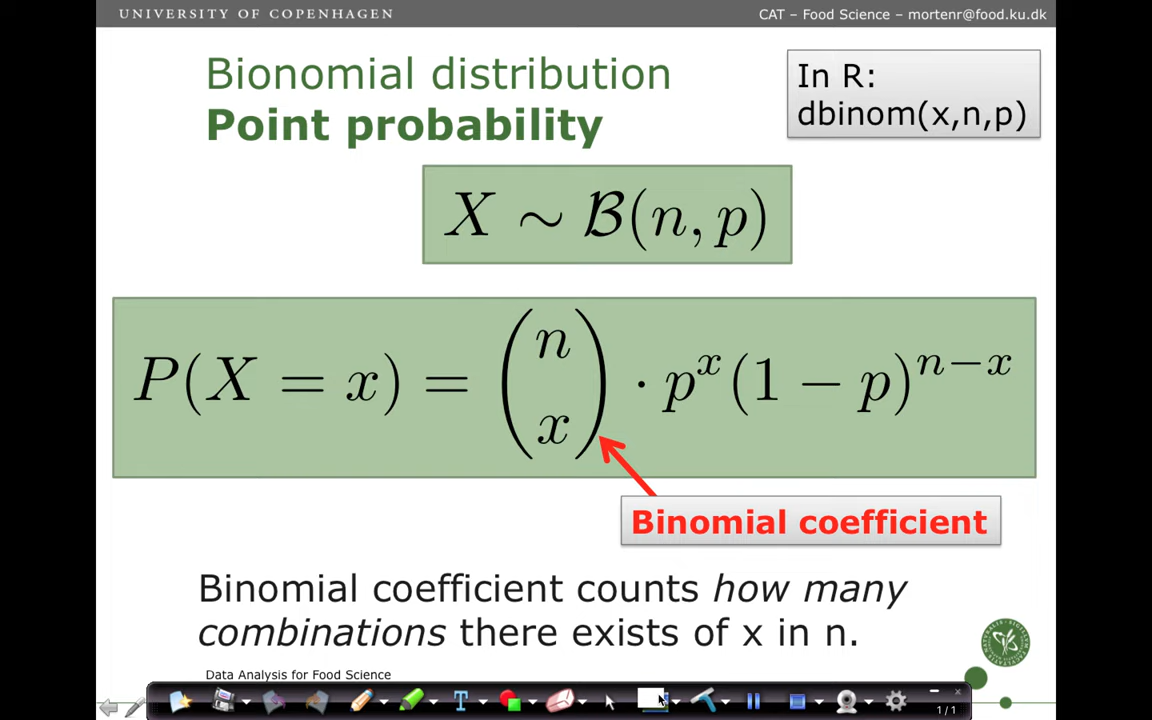 UNIVERSITY OF COPENHAGEN
CAT – Food Science – mortenr@food.ku.dk
Bionomial distribution
Point probability
In R:
dbinom(x,n,p)
X ∼ ℬ(n, p)
P(X = x) = (n x) · p^x(1 − p)^{n−x}
Binomial coefficient
Binomial coefficient counts how many
combinations there exists of x in n.
Data Analysis for Food Science
T
1/1